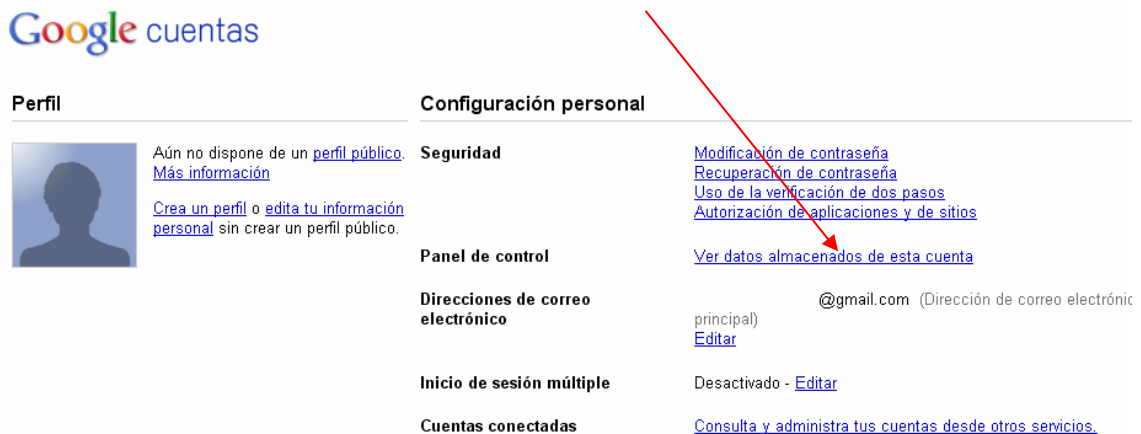 Google cuentas
Perfil
Aún no dispone de un perfil público.
Más información
Crea un perfil o edita tu información
personal sin crear un perfil público.
Configuración personal
Seguridad
Modificación de contraseña
Recuperación de contraseña
Uso de la verificación de dos pasos
Autorización de aplicaciones y de sitios
Panel de control
Ver datos almacenados de esta cuenta
Direcciones de correo
electrónico
@gmail.com (Dirección de correo electrónic
principal)
Editar
Inicio de sesión múltiple
Desactivado - Editar
Cuentas conectadas
Consulta y administra tus cuentas desde otros servicios.